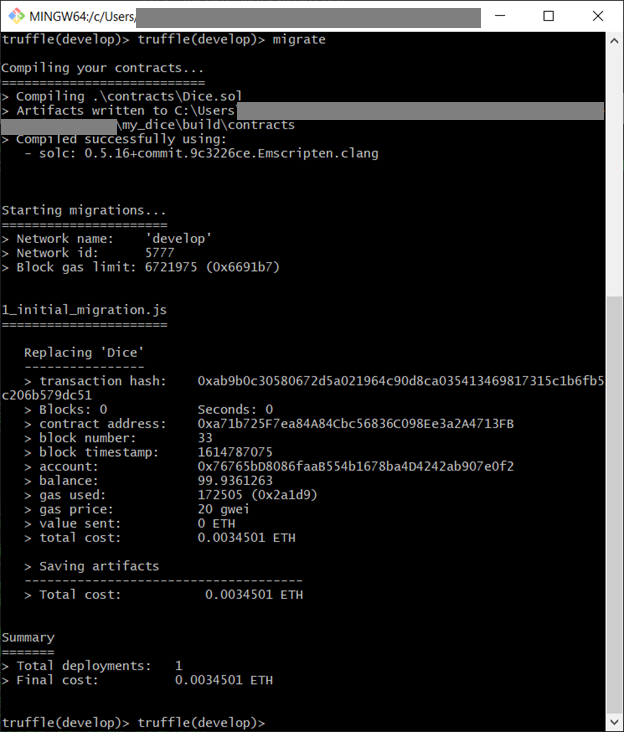 MINGW64:/c/Users/
truffle(develop)> truffle(develop)> migrate
Compiling your contracts...
===========================
> Compiling .\contracts\Dice.sol
> Artifacts written to C:\Users
\my_dice\build\contracts
> Compiled successfully using:
   - solc: 0.5.16+commit.9c3226ce.Emscripten.clang
Starting migrations...
======================
> Network name:    'develop'
> Network id:      5777
> Block gas limit: 6721975 (0x6691b7)
1_initial_migration.js
======================
   Replacing 'Dice'
   ----------------
   > transaction hash:    0xab9b0c30580672d5a021964c90d8ca035413469817315c1b6fb5
c206b579dc51
   > Blocks: 0            Seconds: 0
   > contract address:    0xa71b725F7ea84A84Cbc56836C098Ee3a2A4713FB
   > block number:        33
   > block timestamp:     1614787075
   > account:             0x76765bD8086faaB554b1678ba4D4242ab907e0f2
   > balance:             99.9361263
   > gas used:            172505 (0x2a1d9)
   > gas price:           20 gwei
   > value sent:          0 ETH
   > total cost:          0.0034501 ETH
   > Saving artifacts
   -------------------------------------
   > Total cost:           0.0034501 ETH
Summary
=======
> Total deployments:   1
> Final cost:          0.0034501 ETH
truffle(develop)> truffle(develop)>